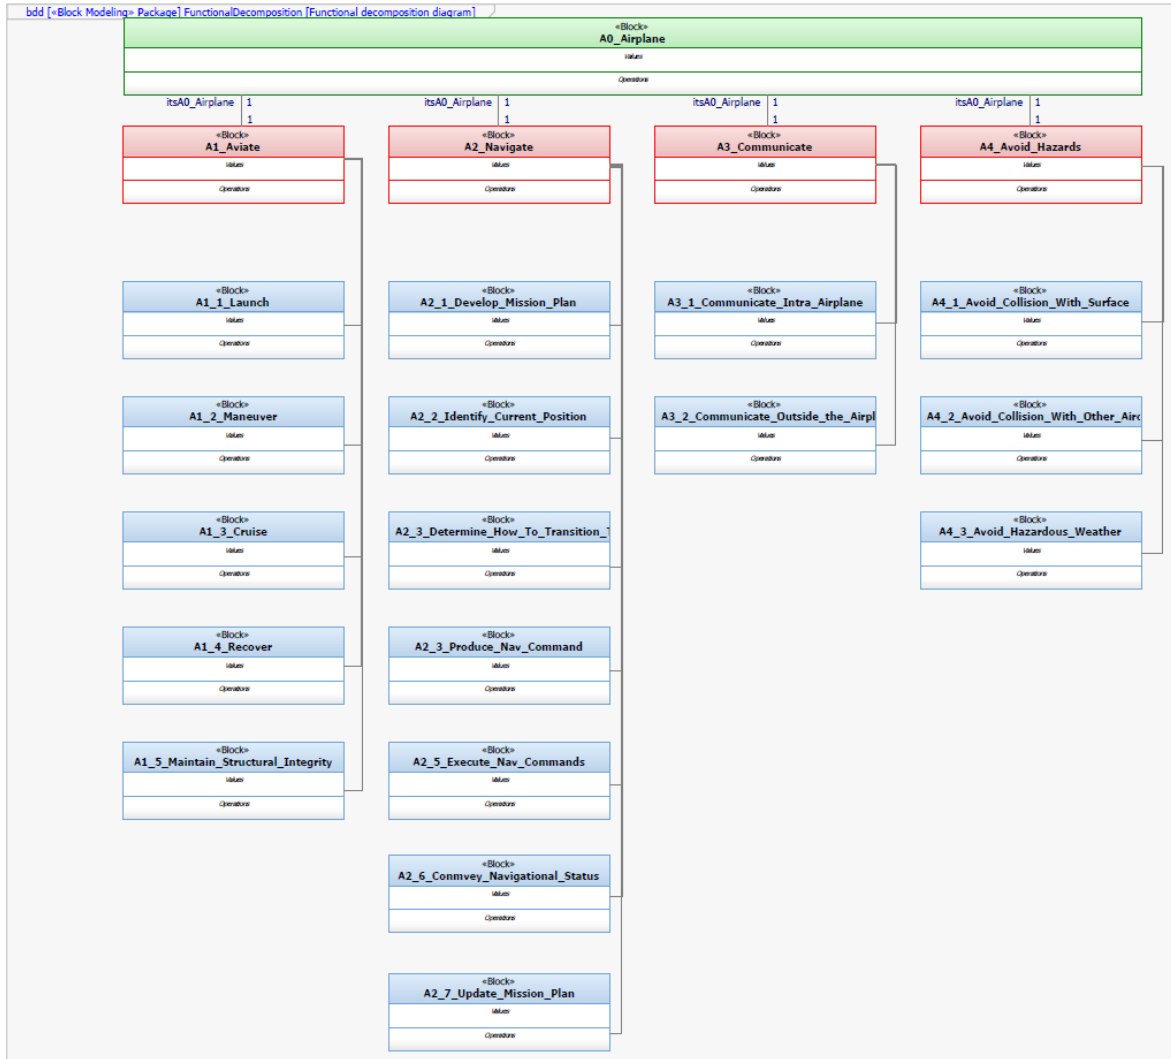 bdd [«Block Modeling» Package] FunctionalDecomposition [Functional decomposition diagram]
«Block»
A0_Airplane
Values
Operations
itsA0_Airplane 1
1
itsA0_Airplane 1
1
itsA0_Airplane 1
1
itsA0_Airplane 1
1
«Block»
A1_Aviate
Values
Operations
«Block»
A2_Navigate
Values
Operations
«Block»
A3_Communicate
Values
Operations
«Block»
A4_Avoid_Hazards
Values
Operations
«Block»
A1_1_Launch
Values
Operations
«Block»
A2_1_Develop_Mission_Plan
Values
Operations
«Block»
A3_1_Communicate_Intra_Airplane
Values
Operations
«Block»
A4_1_Avoid_Collision_With_Surface
Values
Operations
«Block»
A1_2_Maneuver
Values
Operations
«Block»
A2_2_Identify_Current_Position
Values
Operations
«Block»
A3_2_Communicate_Outside_the_Airpl
Values
Operations
«Block»
A4_2_Avoid_Collision_With_Other_Airc
Values
Operations
«Block»
A1_3_Cruise
Values
Operations
«Block»
A2_3_Determine_How_To_Transition_T
Values
Operations
«Block»
A4_3_Avoid_Hazardous_Weather
Values
Operations
«Block»
A1_4_Recover
Values
Operations
«Block»
A2_3_Produce_Nav_Command
Values
Operations
«Block»
A1_5_Maintain_Structural_Integrity
Values
Operations
«Block»
A2_5_Execute_Nav_Commands
Values
Operations
«Block»
A2_6_Conmvey_Navigational_Status
Values
Operations
«Block»
A2_7_Update_Mission_Plan
Values
Operations